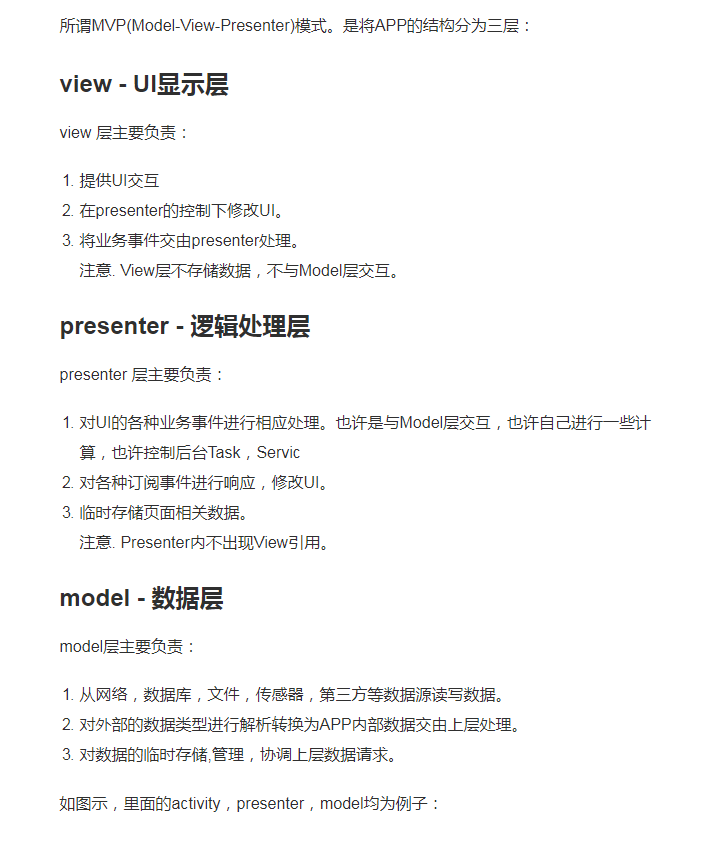 所谓MVP(Model-View-Presenter)模式。是将APP的结构分为三层：
view - UI显示层
view 层主要负责：
1. 提供UI交互
2. 在presenter的控制下修改UI。
3. 将业务事件交由presenter处理。
注意. View层不存储数据，不与Model层交互。
presenter - 逻辑处理层
presenter 层主要负责：
1. 对UI的各种业务事件进行相应处理。也许是与Model层交互，也许自己进行一些计
算，也许控制后台Task，Servic
2. 对各种订阅事件进行响应，修改UI。
3. 临时存储页面相关数据。
注意. Presenter内不出现View引用。
model - 数据层
model层主要负责：
1. 从网络，数据库，文件，传感器，第三方等数据源读写数据。
2. 对外部的数据类型进行解析转换为APP内部数据交由上层处理。
3. 对数据的临时存储,管理，协调上层数据请求。
如图示，里面的activity，presenter，model均为例子：